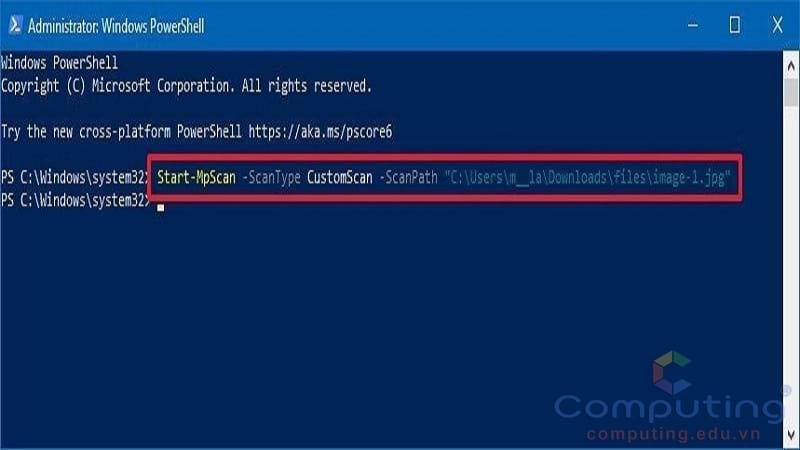 Administrator: Windows PowerShell
Windows PowerShell
Copyright (C) Microsoft Corporation. All rights reserved.
Try the new cross-platform PowerShell https://aka.ms/pscore6
PS C:\Windows\system32> Start-MpScan -ScanType CustomScan -ScanPath "C:\Users\m__la\Downloads\files\image-1.jpg"
PS C:\Windows\system32>
Computing®
computing.edu.vn